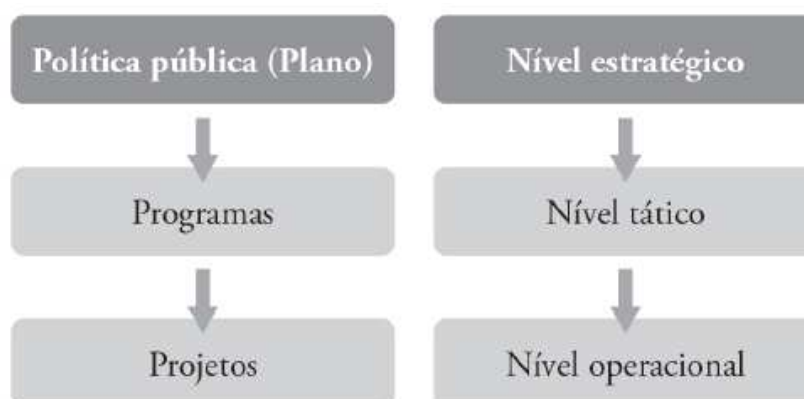 Política pública (Plano)
Nível estratégico
Programas
Nível tático
Projetos
Nível operacional